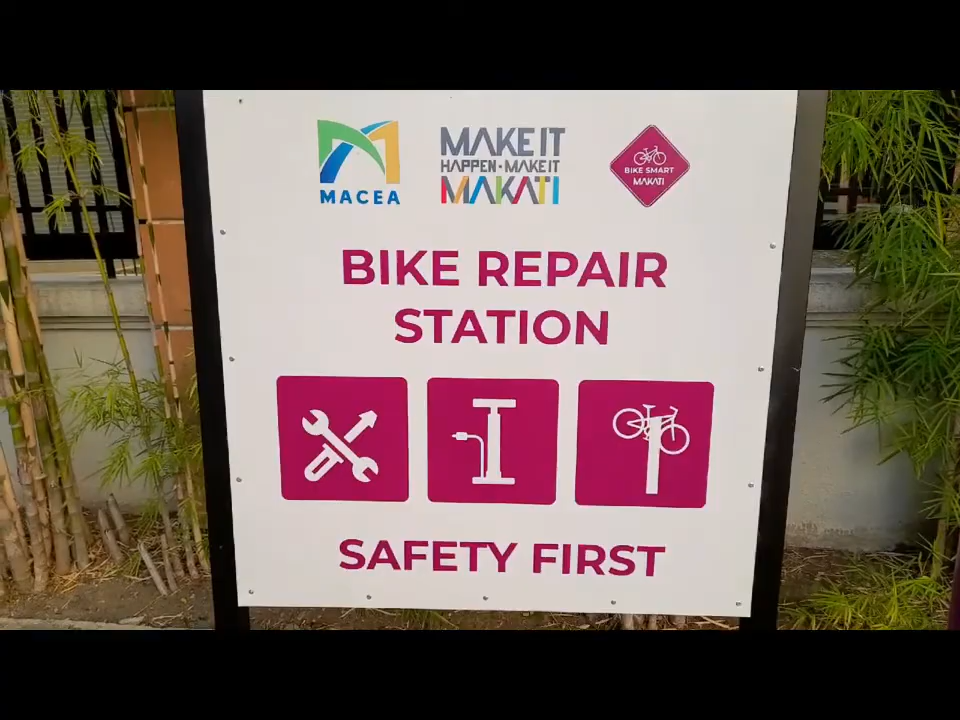 MACEA
MAKE IT
HAPPEN · MAKE IT
MAKATI
BIKE SMART
MAKATI
BIKE REPAIR
STATION
SAFETY FIRST